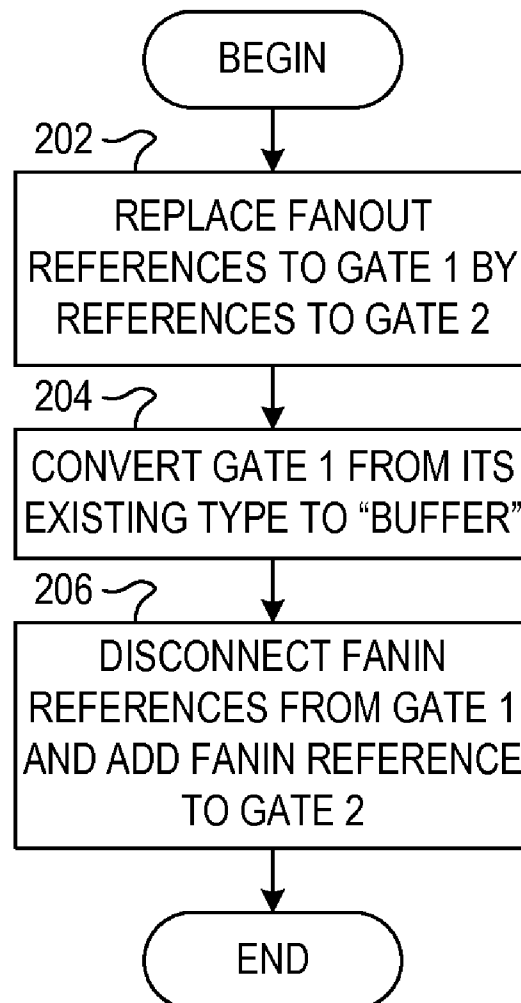 BEGIN
202
REPLACE FANOUT
REFERENCES TO GATE 1 BY
REFERENCES TO GATE 2
204
CONVERT GATE 1 FROM ITS
EXISTING TYPE TO “BUFFER”
206
DISCONNECT FANIN
REFERENCES FROM GATE 1
AND ADD FANIN REFERENCE
TO GATE 2
END